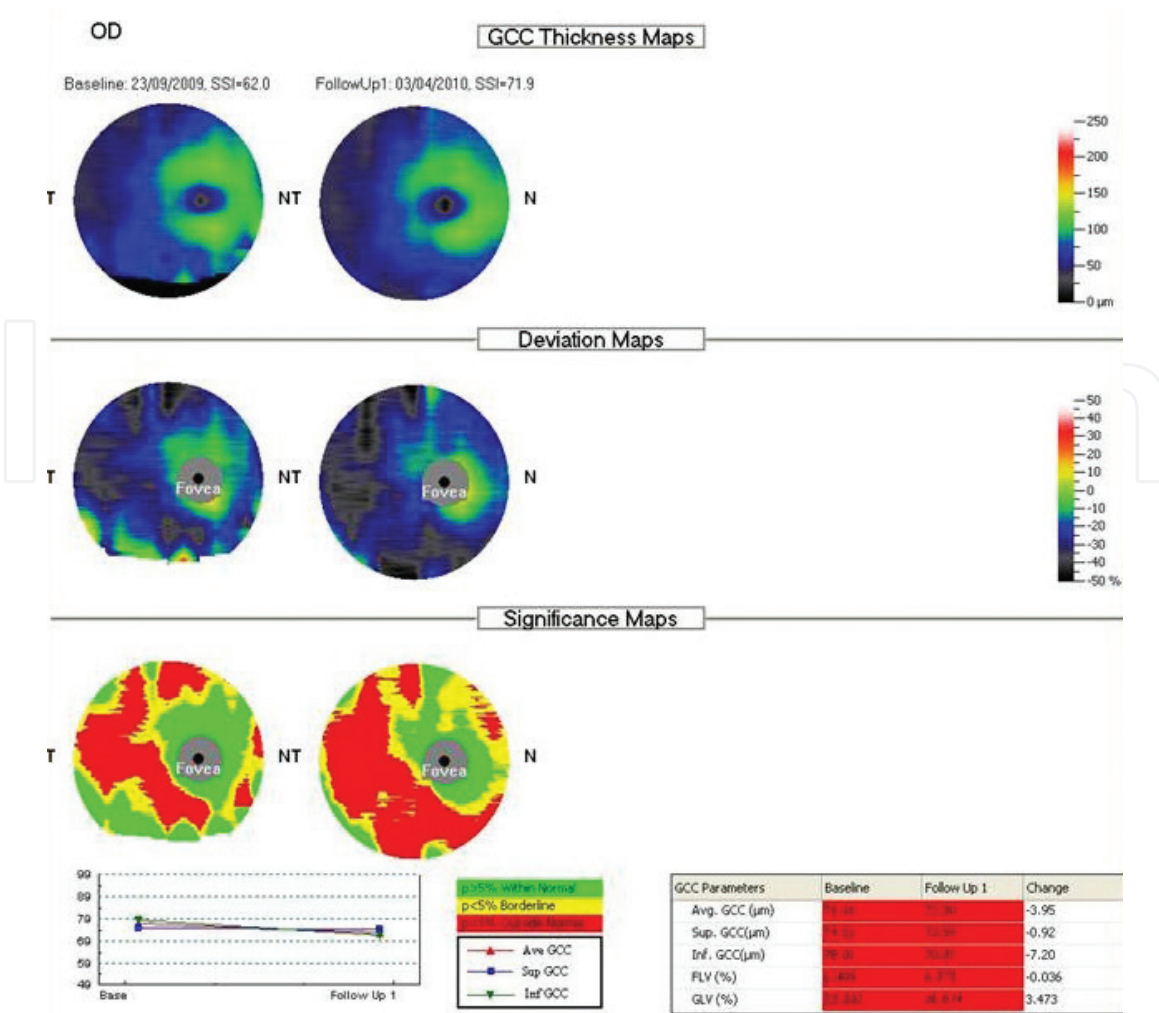 OD
GCC Thickness Maps
Baseline: 23/09/2009, SSI=62.0
FollowUp1: 03/04/2010, SSI=71.9
T
NT
N
250
200
150
100
50
0 µm
Deviation Maps
T
Fovea
NT
Fovea
N
50
40
30
20
10
0
-10
-20
-30
-40
-50 %
Significance Maps
T
Fovea
NT
Fovea
N
99
89
79
69
59
49
Base
Follow Up 1
p>5% Within Normal
p<5% Borderline
Outside Normal
Ave GCC
Sup GCC
Inf GCC
GCC Parameters Baseline Follow Up 1 Change
Avg. GCC (µm) -3.95
Sup. GCC(µm) -0.92
Inf. GCC(µm) -7.20
FLV (%) -0.036
GLV (%) 3.473